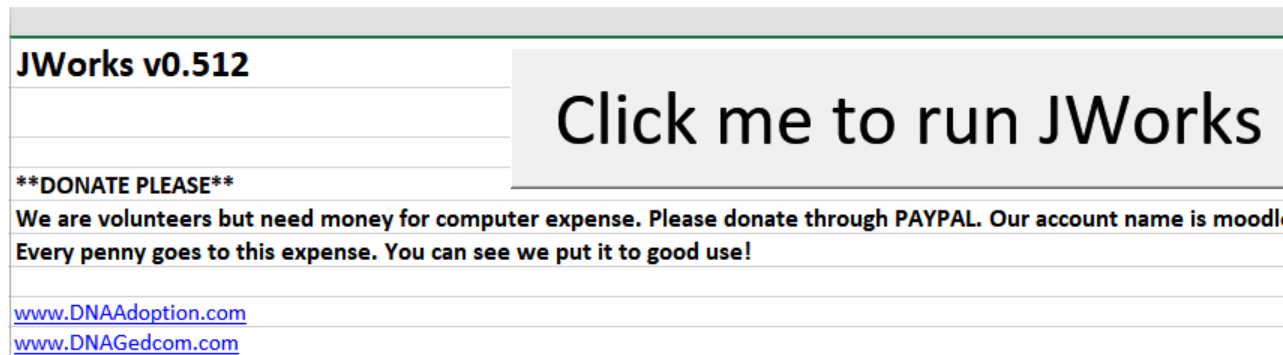 JWorks v0.512
Click me to run JWorks
**DONATE PLEASE**
We are volunteers but need money for computer expense. Please donate through PAYPAL. Our account name is
Every penny goes to this expense. You can see we put it to good use!
www.DNAAdoption.com
www.DNAGedcom.com